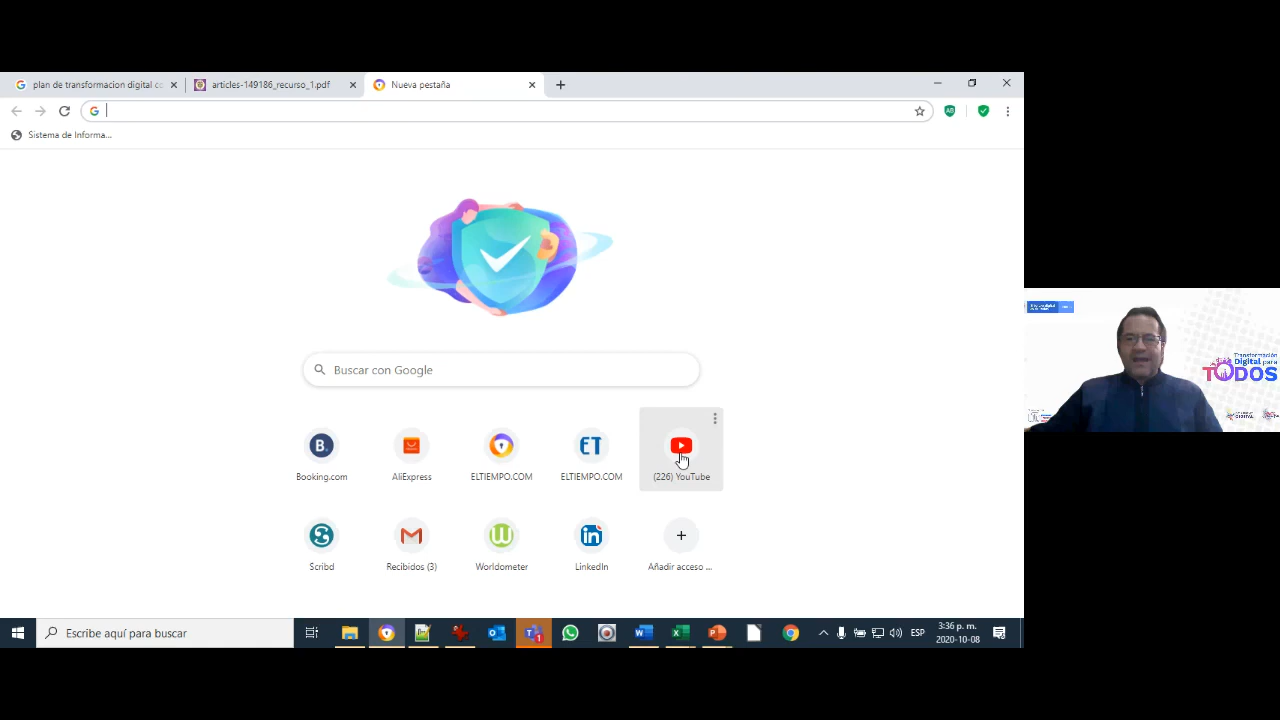 plan de transformacion digital co
articles-149186_recurso_1.pdf
Nueva pestaña
Sistema de Informa...
Buscar con Google
B.
ET
Booking.com
AliExpress
ELTIEMPO.COM
ELTIEMPO.COM
(226) YouTube
Scribd
Recibidos (3)
Worldometer
LinkedIn
Añadir acceso ...
Transformación
Digital para
TODOS
Escribe aquí para buscar
ESP
3:36 p. m.
2020-10-08